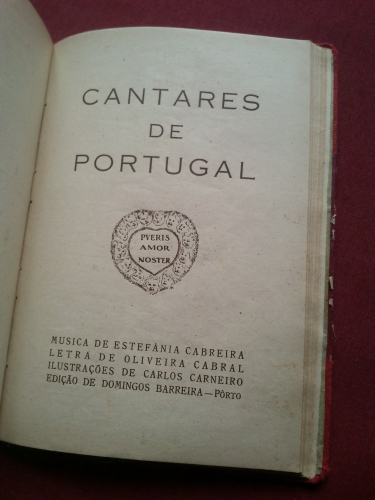 CANTARES
DE
PORTUGAL
PVERIS
AMOR
NOSTER
MUSICA DE ESTEFÂNIA CABREIRA
LETRA DE OLIVEIRA CABRAL
ILUSTRAÇÕES DE CARLOS CARNEIRO
EDIÇÃO DE DOMINGOS BARREIRA—PÔRTO